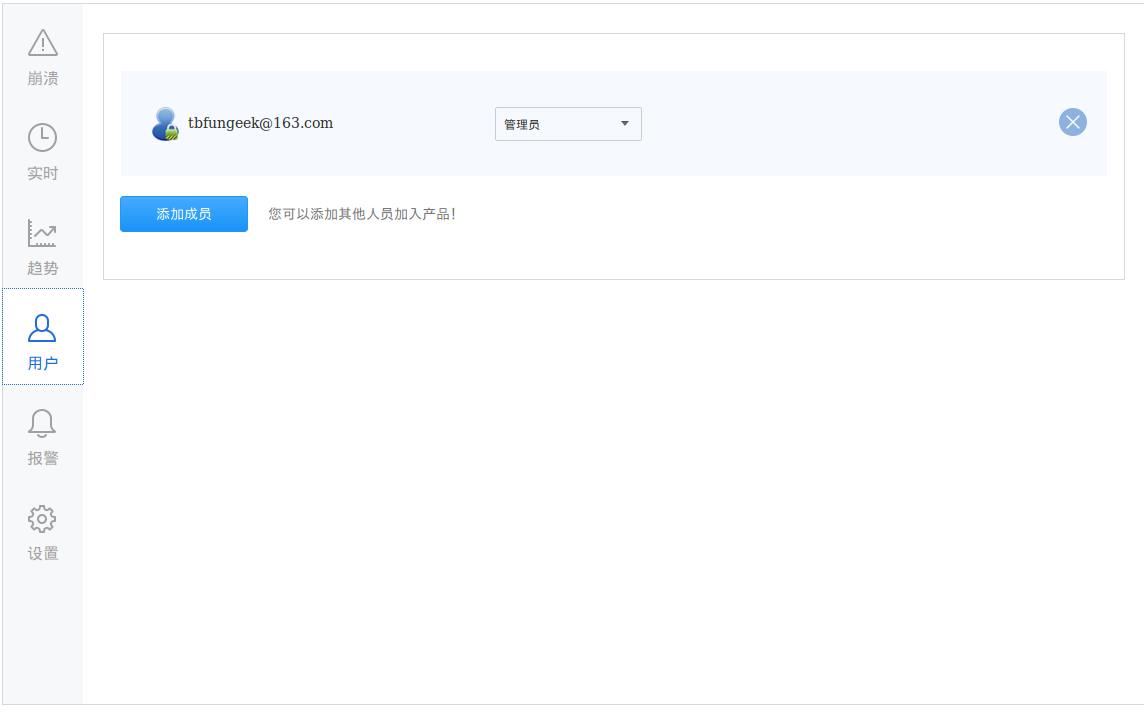 崩溃
实时
趋势
用户
报警
设置
tbfungeek@163.com
管理员
添加成员
您可以添加其他人员加入产品！